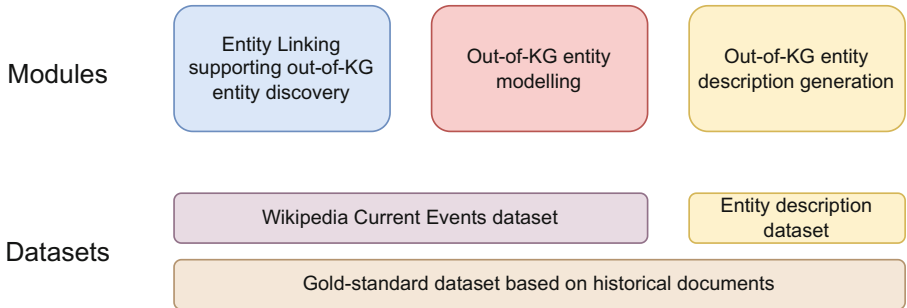 Modules
Entity Linking
supporting out-of-KG
entity discovery
Out-of-KG entity
modelling
Out-of-KG entity
description generation
Datasets
Wikipedia Current Events dataset
Entity description
dataset
Gold-standard dataset based on historical documents